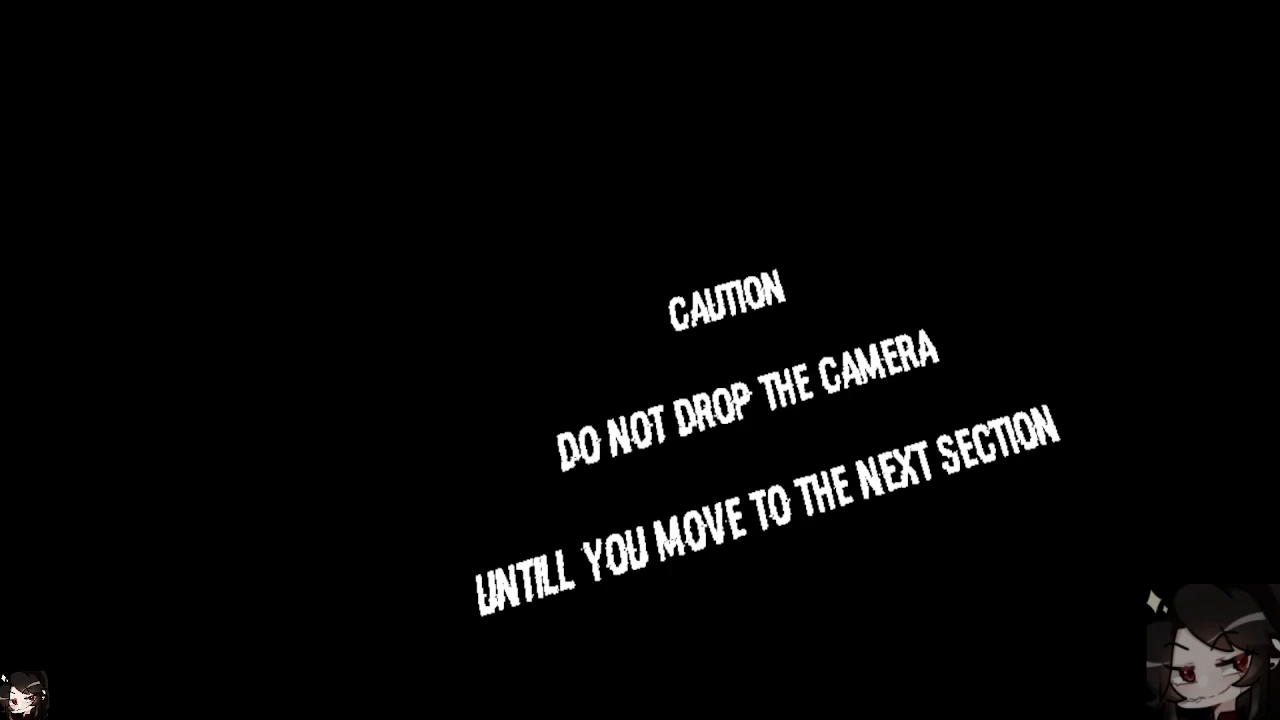 CAUTION
DO NOT DROP THE CAMERA
UNTILL YOU MOVE TO THE NEXT SECTION